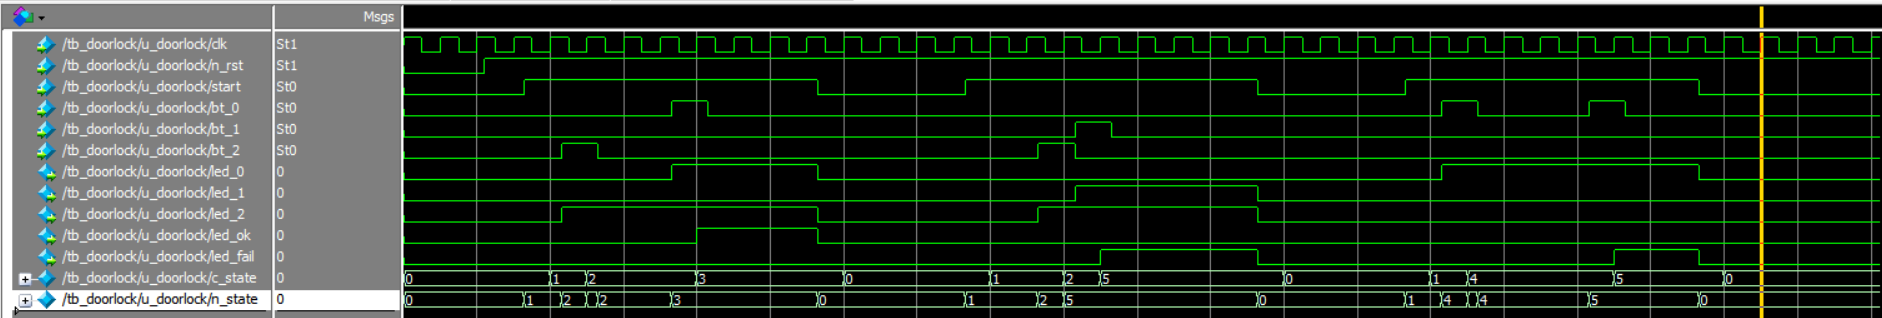 Msgs
/tb_doorlock/u_doorlock/clk St1
/tb_doorlock/u_doorlock/n_rst St1
/tb_doorlock/u_doorlock/start St0
/tb_doorlock/u_doorlock/bt_0 St0
/tb_doorlock/u_doorlock/bt_1 St0
/tb_doorlock/u_doorlock/bt_2 St0
/tb_doorlock/u_doorlock/led_0 0
/tb_doorlock/u_doorlock/led_1 0
/tb_doorlock/u_doorlock/led_2 0
/tb_doorlock/u_doorlock/led_ok 0
/tb_doorlock/u_doorlock/led_fail 0
/tb_doorlock/u_doorlock/c_state 0 0 1 2 3 0 1 2 5 0 1 4 5 0
/tb_doorlock/u_doorlock/n_state 0 0 1 2 2 3 0 1 2 5 0 1 4 4 5 0